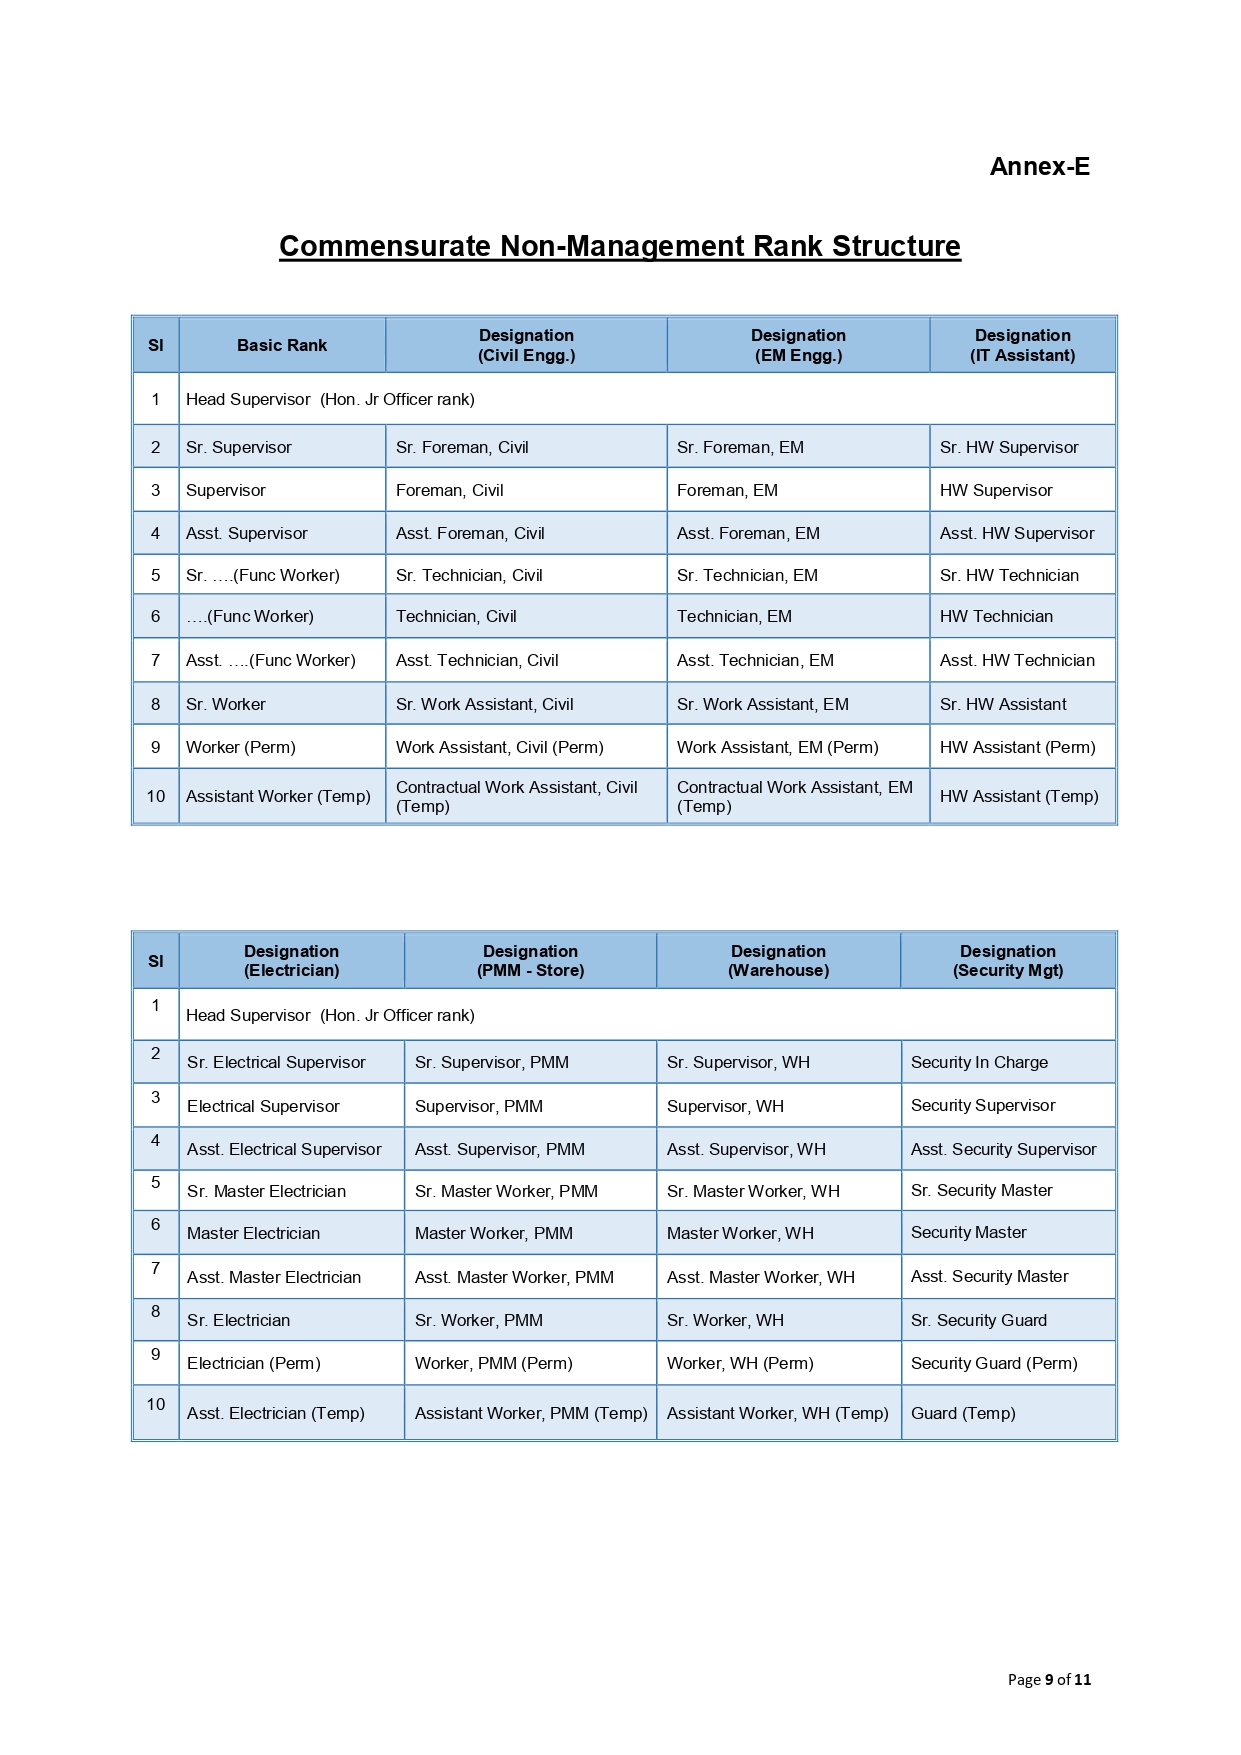 Annex-E
Commensurate Non-Management Rank Structure
Sl Basic Rank Designation (Civil Engg.) Designation (EM Engg.) Designation (IT Assistant)
1 Head Supervisor (Hon. Jr Officer rank)
2 Sr. Supervisor Sr. Foreman, Civil Sr. Foreman, EM Sr. HW Supervisor
3 Supervisor Foreman, Civil Foreman, EM HW Supervisor
4 Asst. Supervisor Asst. Foreman, Civil Asst. Foreman, EM Asst. HW Supervisor
5 Sr. ….(Func Worker) Sr. Technician, Civil Sr. Technician, EM Sr. HW Technician
6 ….(Func Worker) Technician, Civil Technician, EM HW Technician
7 Asst. ….(Func Worker) Asst. Technician, Civil Asst. Technician, EM Asst. HW Technician
8 Sr. Worker Sr. Work Assistant, Civil Sr. Work Assistant, EM Sr. HW Assistant
9 Worker (Perm) Work Assistant, Civil (Perm) Work Assistant, EM (Perm) HW Assistant (Perm)
10 Assistant Worker (Temp) Contractual Work Assistant, Civil (Temp) Contractual Work Assistant, EM (Temp) HW Assistant (Temp)
Sl Designation (Electrician) Designation (PMM - Store) Designation (Warehouse) Designation (Security Mgt)
1 Head Supervisor (Hon. Jr Officer rank)
2 Sr. Electrical Supervisor Sr. Supervisor, PMM Sr. Supervisor, WH Security In Charge
3 Electrical Supervisor Supervisor, PMM Supervisor, WH Security Supervisor
4 Asst. Electrical Supervisor Asst. Supervisor, PMM Asst. Supervisor, WH Asst. Security Supervisor
5 Sr. Master Electrician Sr. Master Worker, PMM Sr. Master Worker, WH Sr. Security Master
6 Master Electrician Master Worker, PMM Master Worker, WH Security Master
7 Asst. Master Electrician Asst. Master Worker, PMM Asst. Master Worker, WH Asst. Security Master
8 Sr. Electrician Sr. Worker, PMM Sr. Worker, WH Sr. Security Guard
9 Electrician (Perm) Worker, PMM (Perm) Worker, WH (Perm) Security Guard (Perm)
10 Asst. Electrician (Temp) Assistant Worker, PMM (Temp) Assistant Worker, WH (Temp) Guard (Temp)
Page 9 of 11